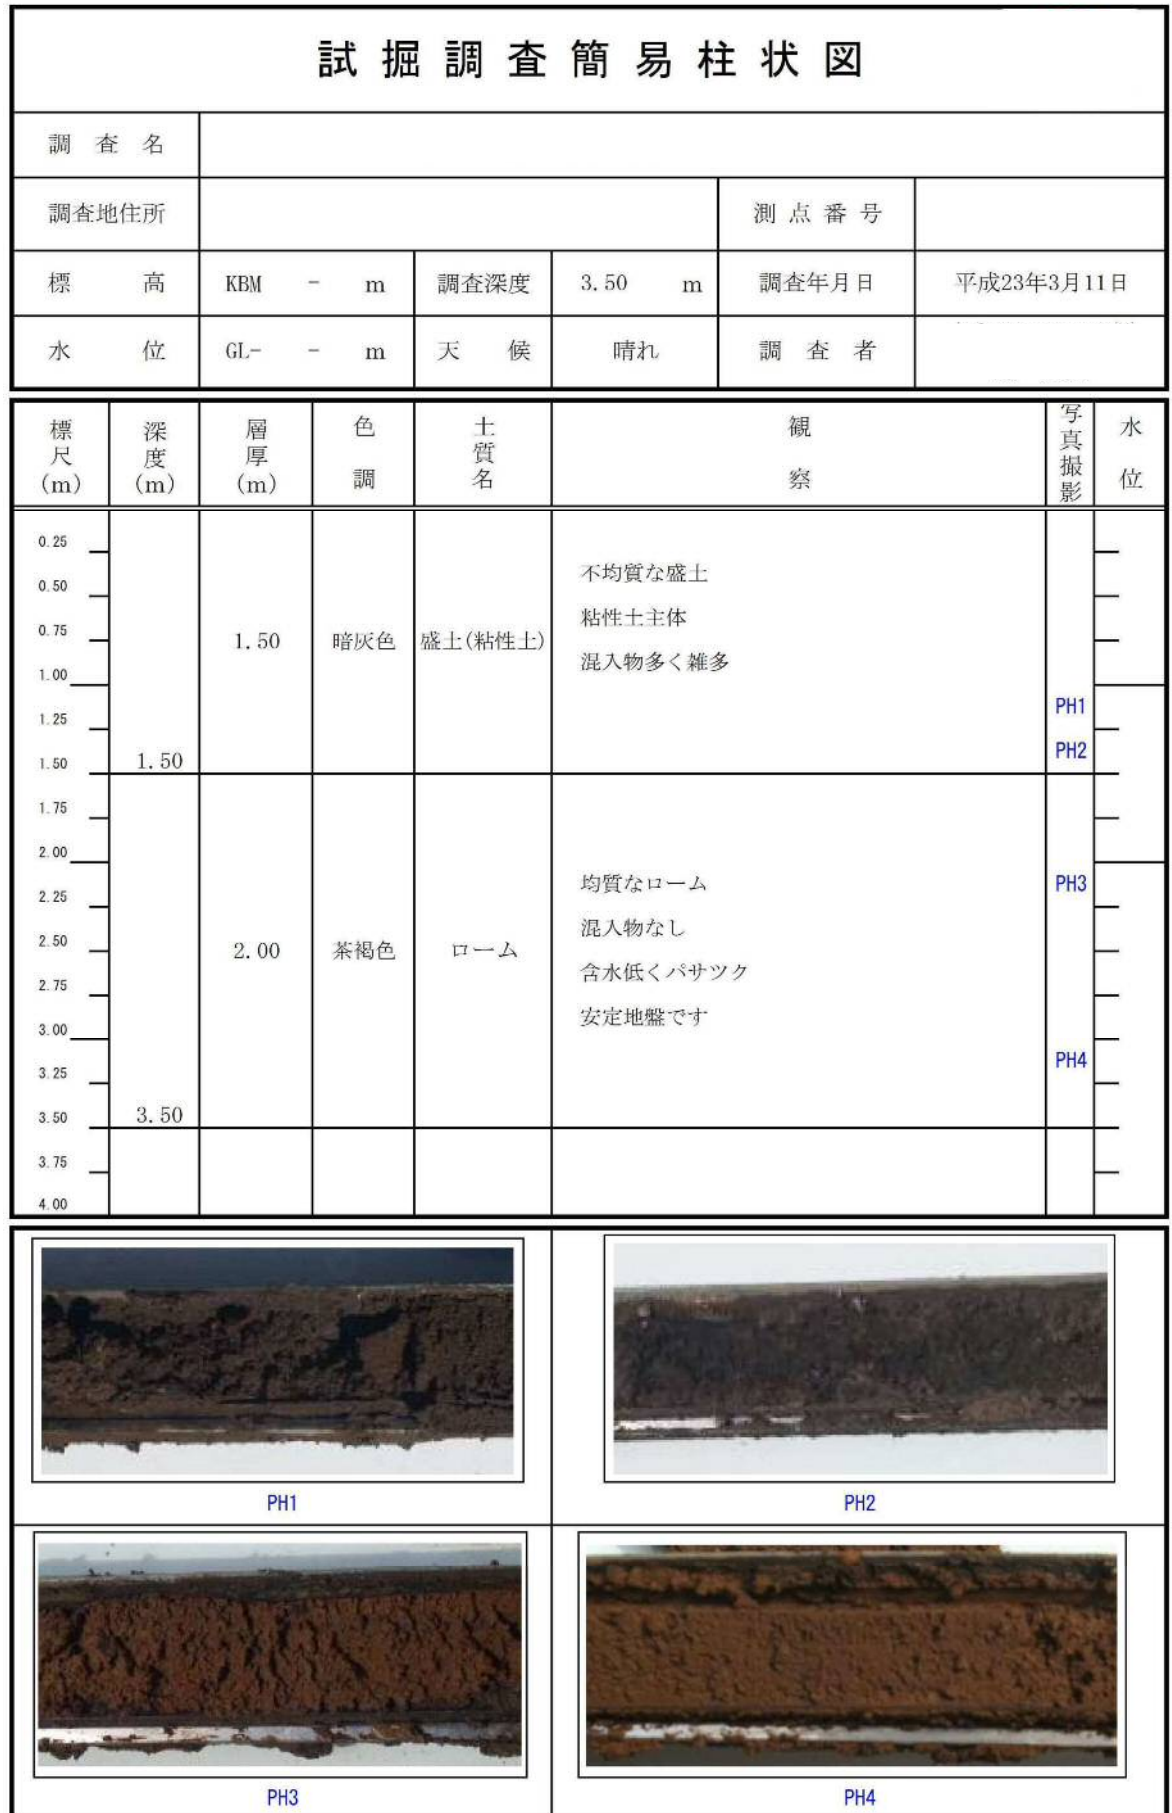 試掘調査簡易柱状図
調査名
調査地住所 測点番号
標高 KBM - m 調査深度 3.50 m 調査年月日 平成23年3月11日
水位 GL- - m 天候 晴れ 調査者
標尺(m) 深度(m) 層厚(m) 色調 土質名 観察 写真撮影 水位
0.25
不均質な盛土
0.50
粘性土主体
0.75
1.50 暗灰色 盛土(粘性土)
混入物多く雑多
1.00
PH1
1.25
PH2
1.50 1.50
1.75
2.00
均質なローム PH3
2.25
混入物なし
2.50
2.00 茶褐色 ローム
含水低くパサツク
2.75
安定地盤です
3.00
PH4
3.25
3.50 3.50
3.75
4.00
PH1 PH2
PH3 PH4